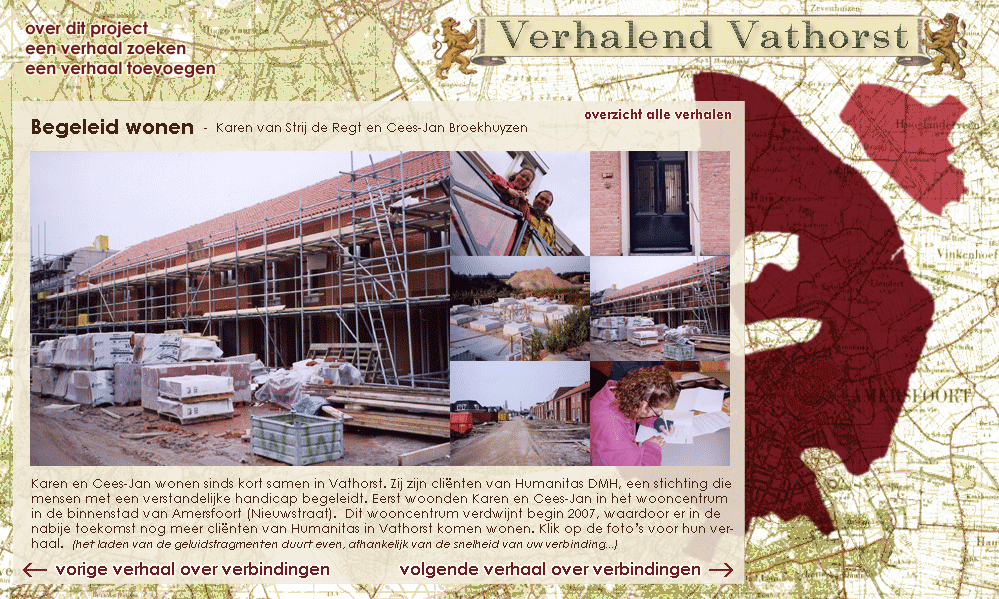 over dit project
een verhaal zoeken
een verhaal toevoegen
Verhalend Vathorst
overzicht alle verhalen
Begeleid wonen - Karen van Strij de Regt en Cees-Jan Broekhuyzen
Karen en Cees-Jan wonen sinds kort samen in Vathorst. Zij zijn cliënten van Humanitas DMH, een stichting die
mensen met een verstandelijke handicap begeleidt. Eerst woonden Karen en Cees-Jan in het wooncentrum
in de binnenstad van Amersfoort (Nieuwstraat). Dit wooncentrum verdwijnt begin 2007, waardoor er in de
nabije toekomst nog meer cliënten van Humanitas in Vathorst komen wonen. Klik op de foto's voor hun ver-
haal. (het laden van de geluidsfragmenten duurt even, afhankelijk van de snelheid van uw verbinding...)
← vorige verhaal over verbindingen
volgende verhaal over verbindingen →
Zevenhuizen
Hooglanderveen
Vinkenhoef
AMERSFOORT